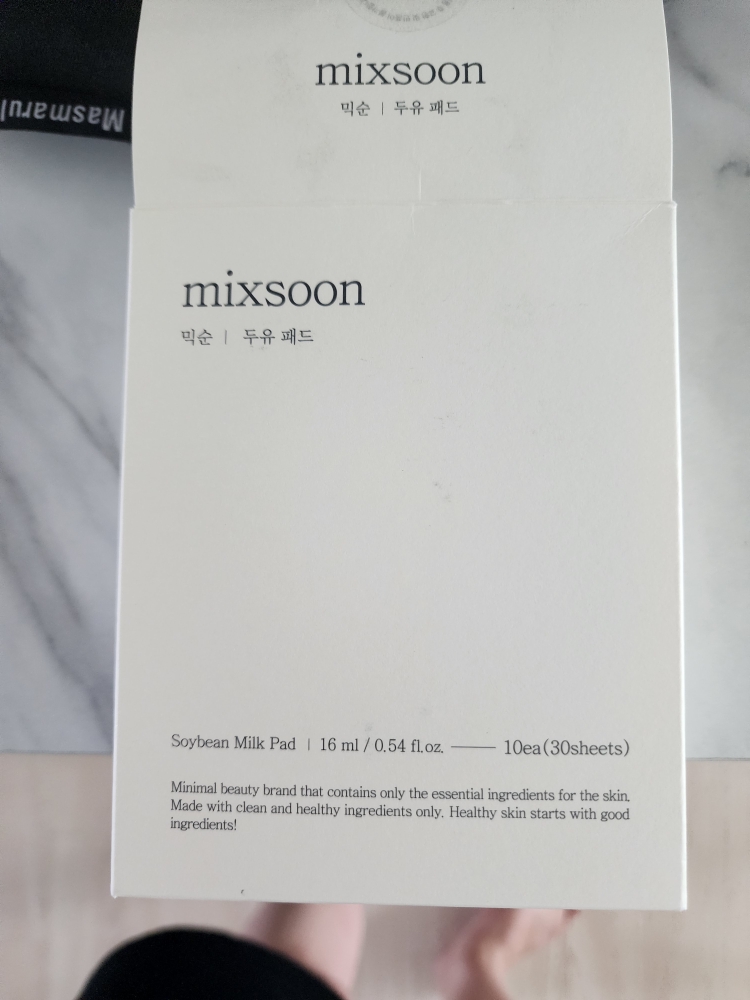 mixsoon
믹순 | 두유 패드
mixsoon
믹순 | 두유 패드
Soybean Milk Pad | 16 ml / 0.54 fl.oz. —— 10ea(30sheets)
Minimal beauty brand that contains only the essential ingredients for the skin.
Made with clean and healthy ingredients only. Healthy skin starts with good
ingredients!